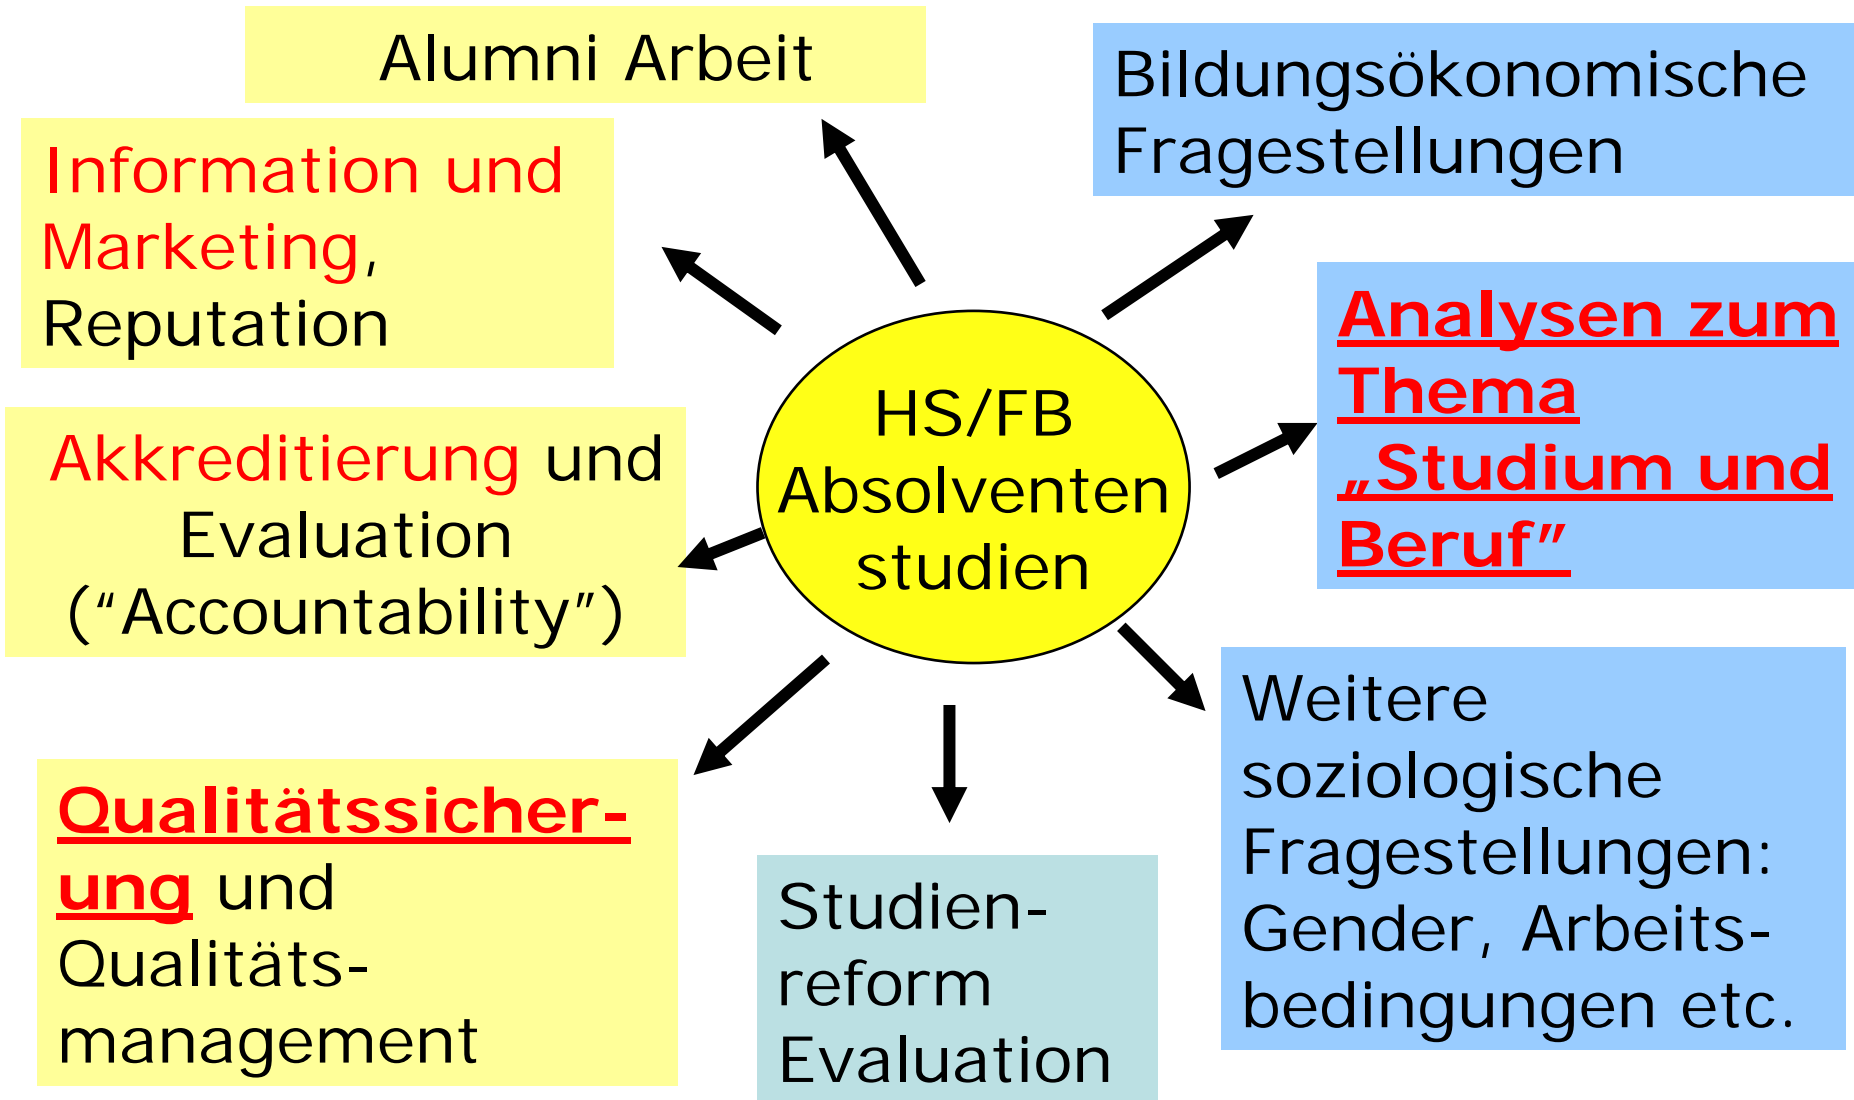 Alumni Arbeit
Bildungsökonomische
Fragestellungen
Information und
Marketing,
Reputation
Analysen zum
Thema
„Studium und
Beruf”
HS/FB
Absolventen
studien
Akkreditierung und
Evaluation
(“Accountability”)
Weitere
soziologische
Fragestellungen:
Gender, Arbeits-
bedingungen etc.
Qualitätssicher-
ung und
Qualitäts-
management
Studien-
reform
Evaluation